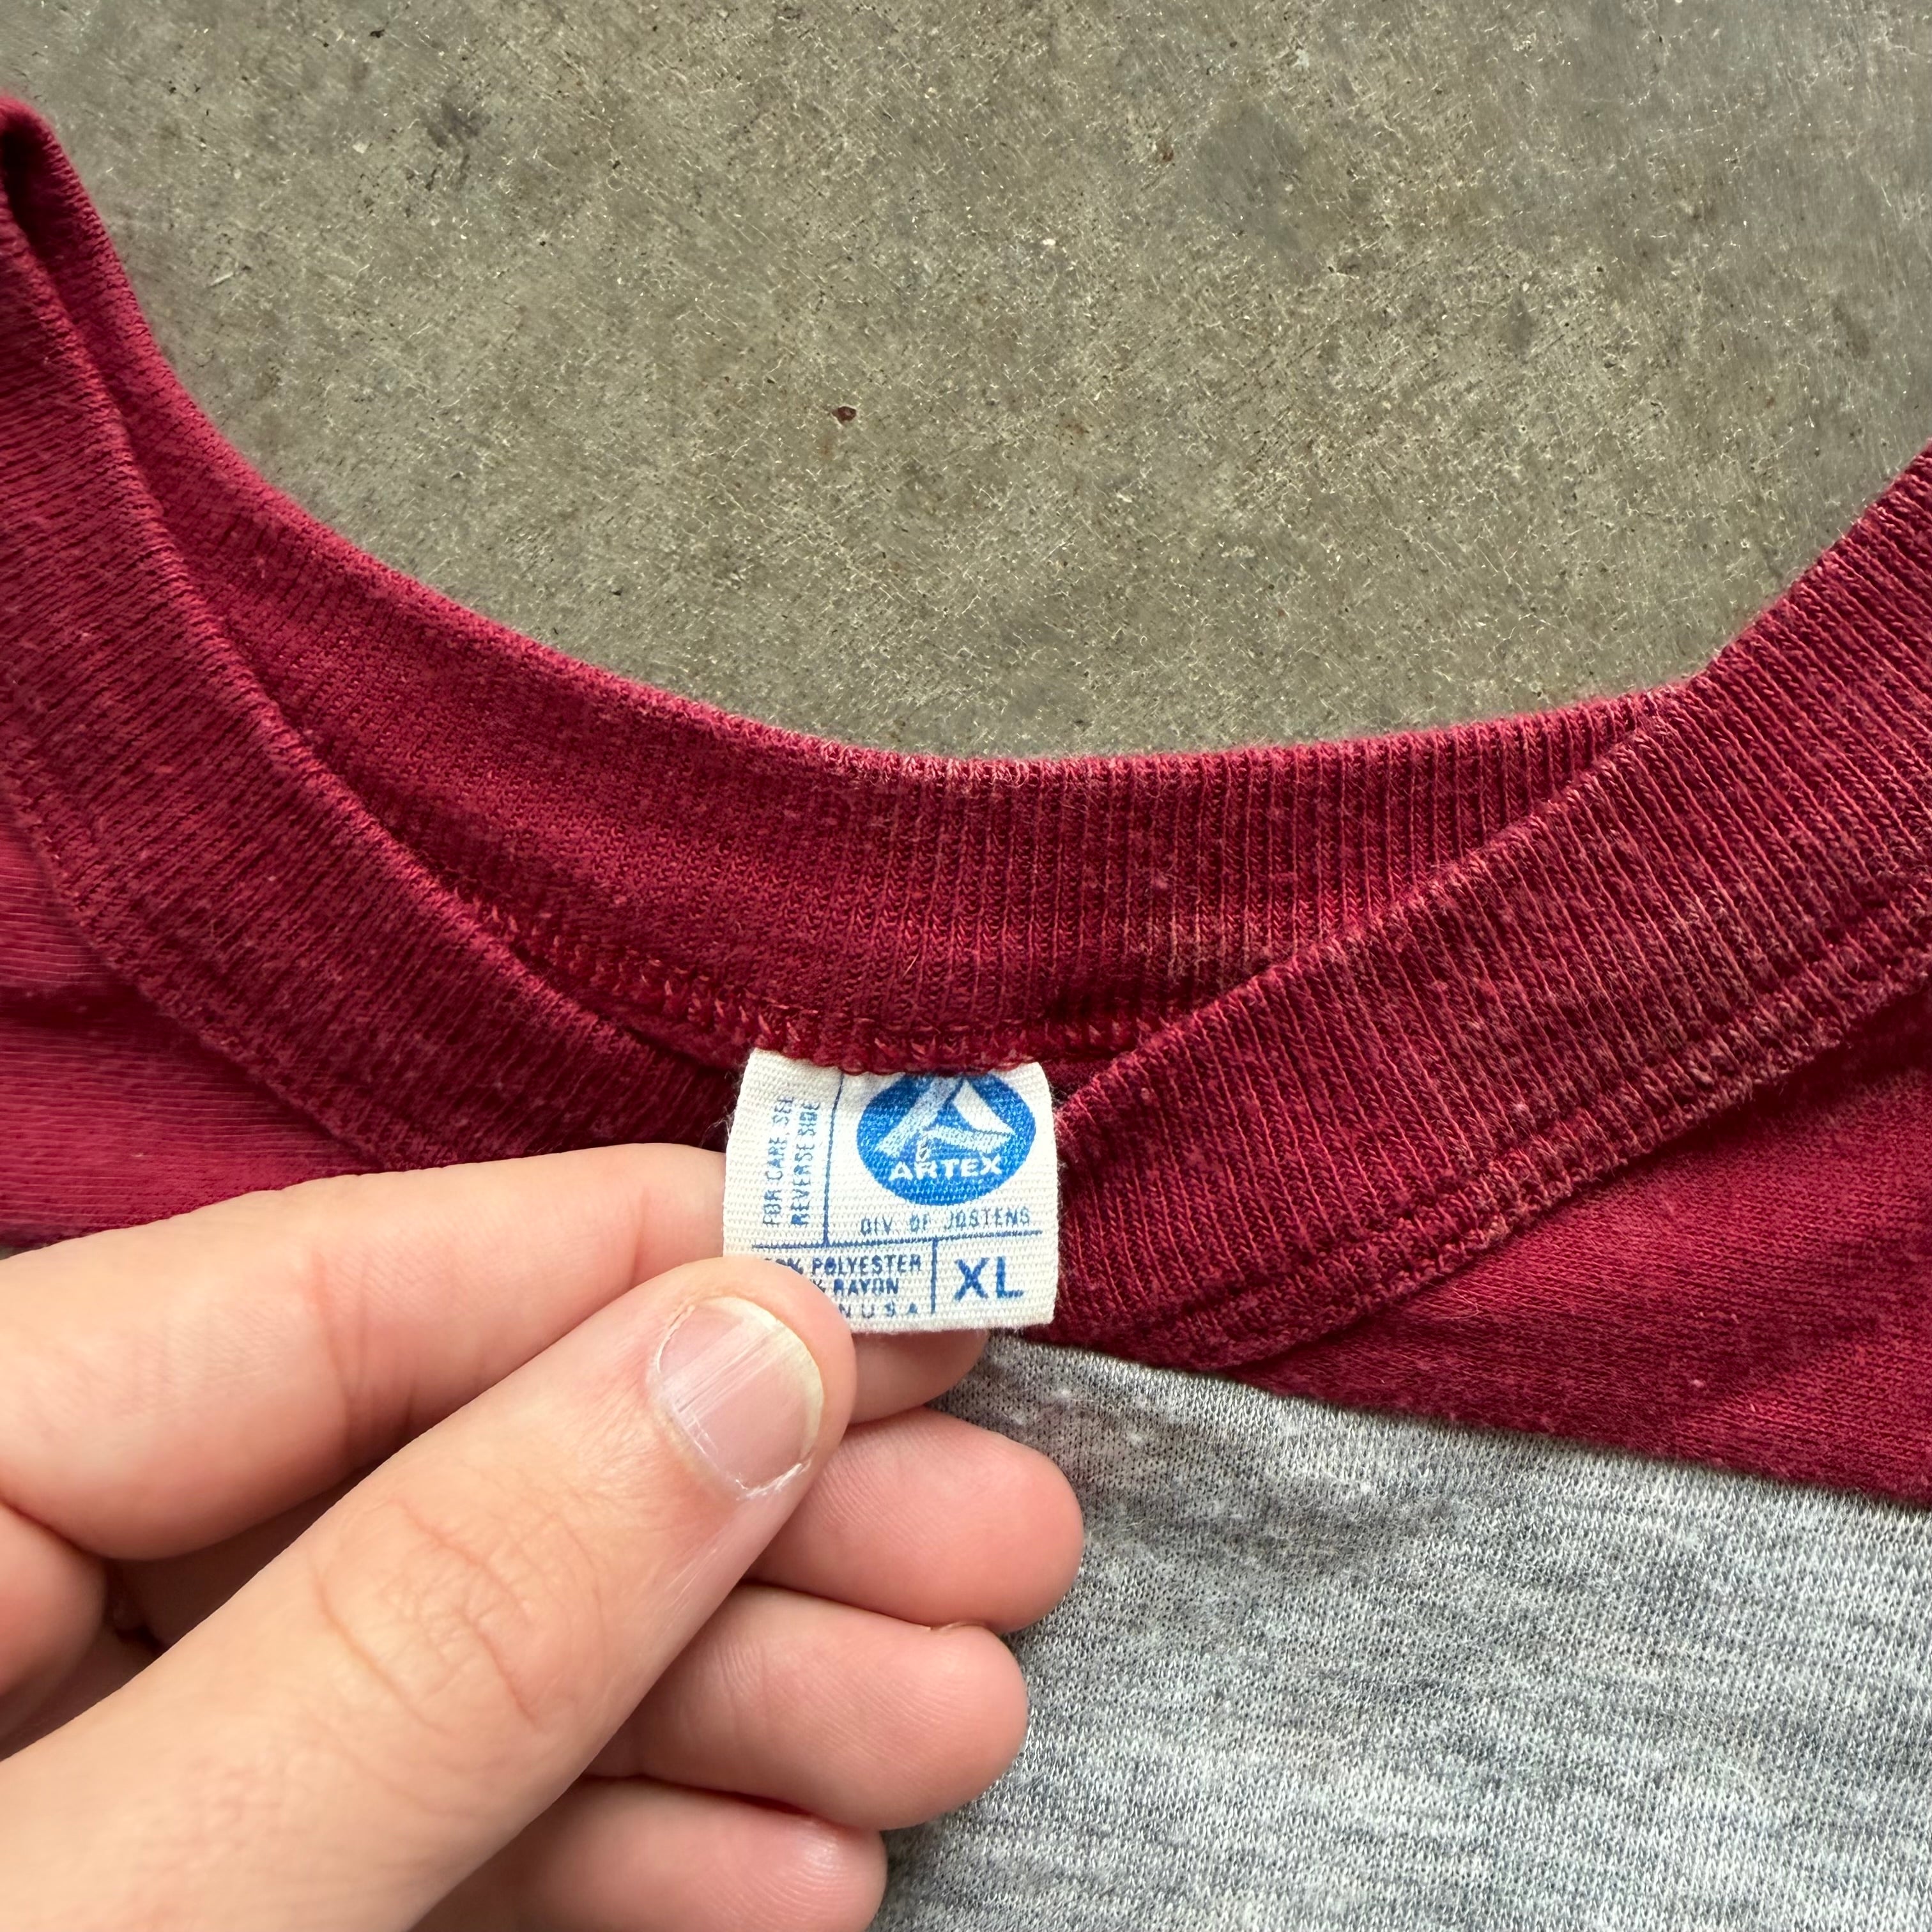 FOR CARE, SEE
REVERSE SIDE
ARTEX
DIV. OF JOSTENS
% POLYESTER
% RAYON
N U S A
XL